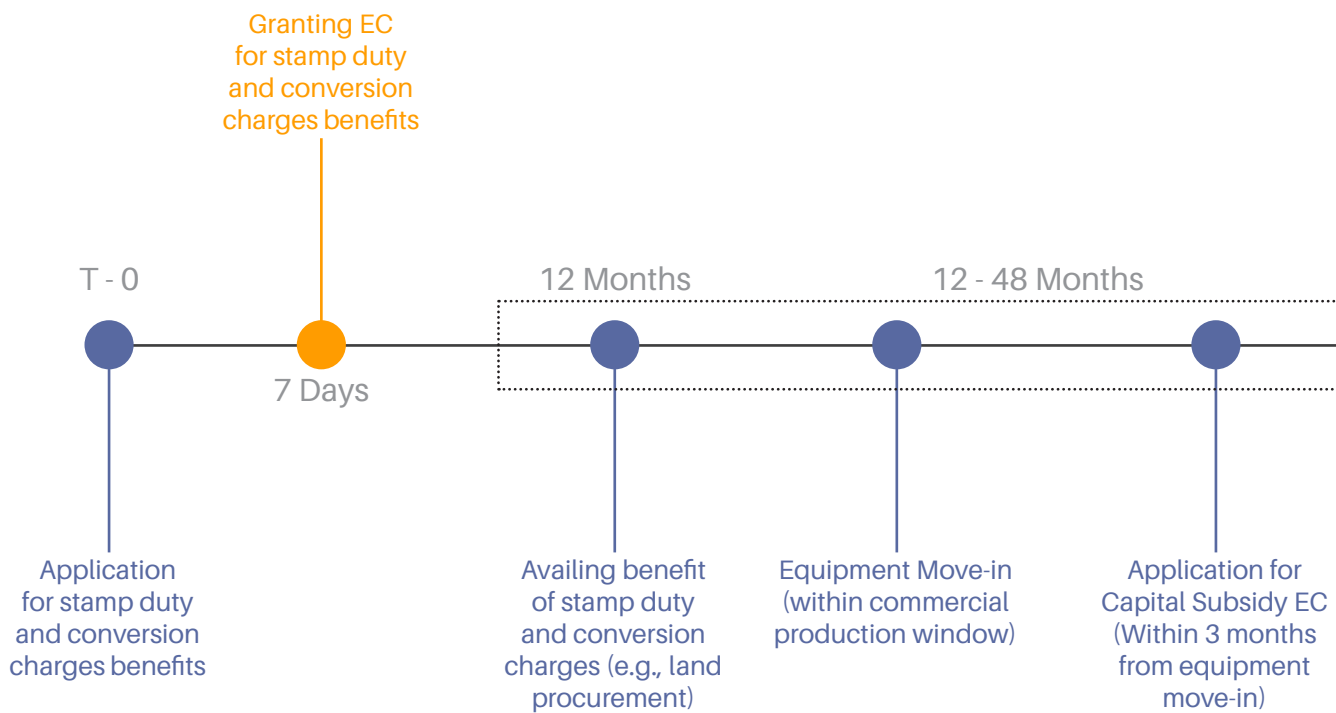 Granting EC
for stamp duty
and conversion
charges benefits
T - 0
12 Months
12 - 48 Months
7 Days
Application
for stamp duty
and conversion
charges benefits
Availing benefit
of stamp duty
and conversion
charges (e.g., land
procurement)
Equipment Move-in
(within commercial
production window)
Application for
Capital Subsidy EC
(Within 3 months
from equipment
move-in)